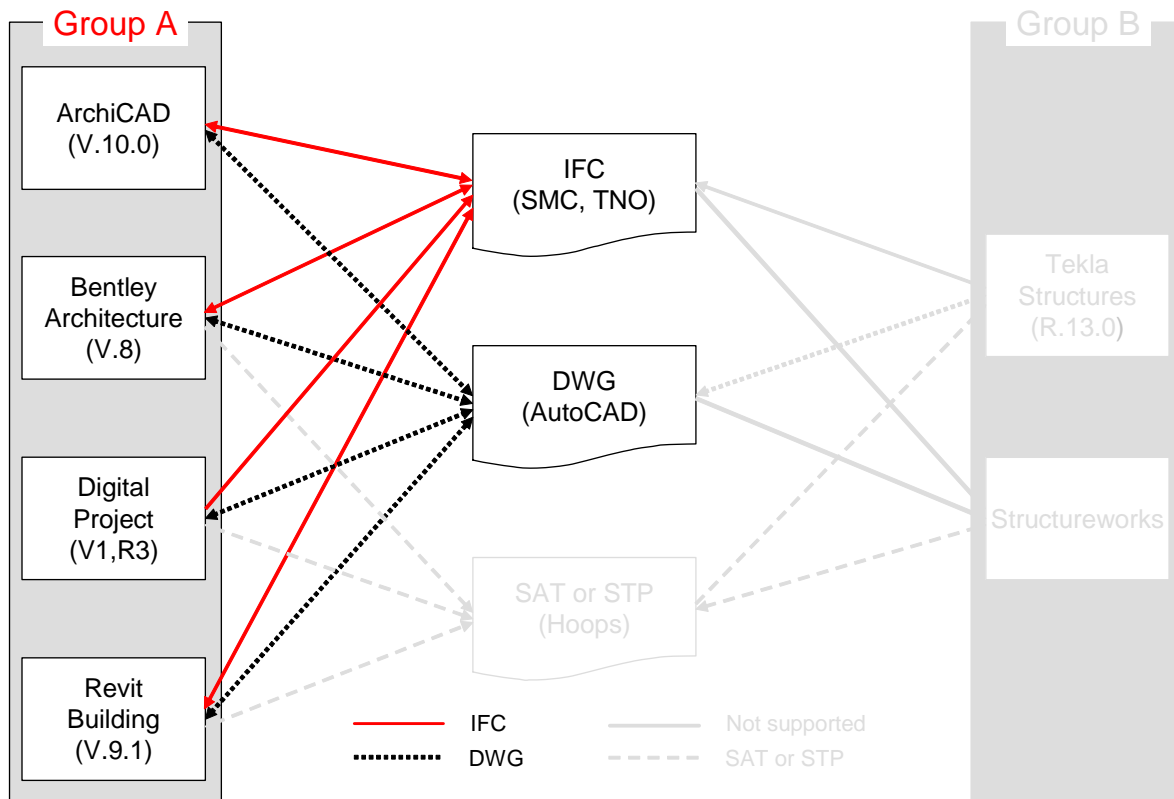 Group A
ArchiCAD
(V.10.0)
Bentley
Architecture
(V.8)
Digital
Project
(V1,R3)
Revit
Building
(V.9.1)
IFC
(SMC, TNO)
DWG
(AutoCAD)
SAT or STP
(Hoops)
Group B
Tekla
Structures
(R.13.0)
Structureworks
IFC
DWG
Not supported
SAT or STP